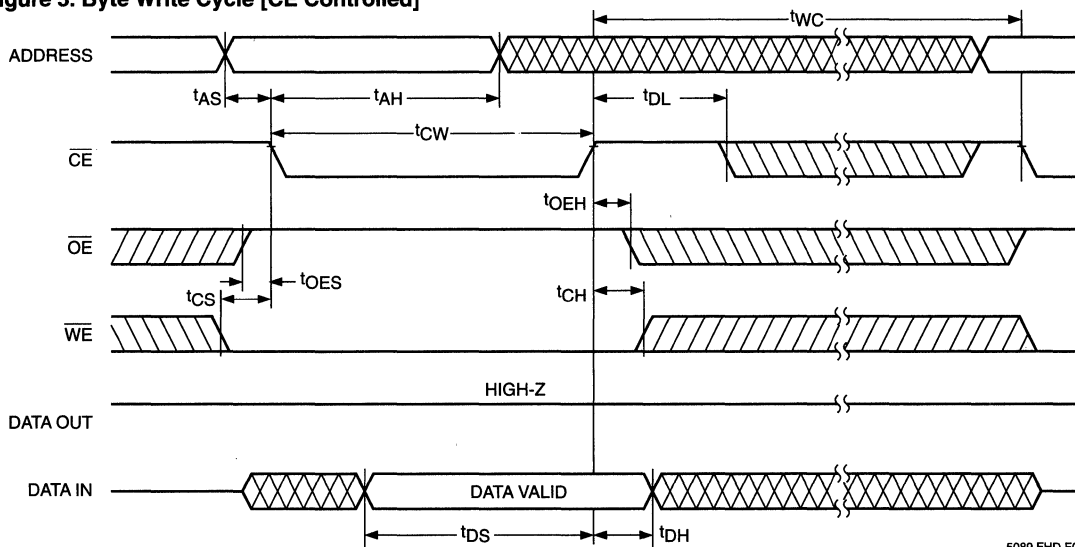 igure 5. Byte Write Cycle [CE Controlled]
tWC
ADDRESS
tAS
tAH
tDL
tCW
CE
tOEH
OE
tOES
tCS
tCH
WE
HIGH-Z
DATA OUT
DATA IN
DATA VALID
tDS
tDH